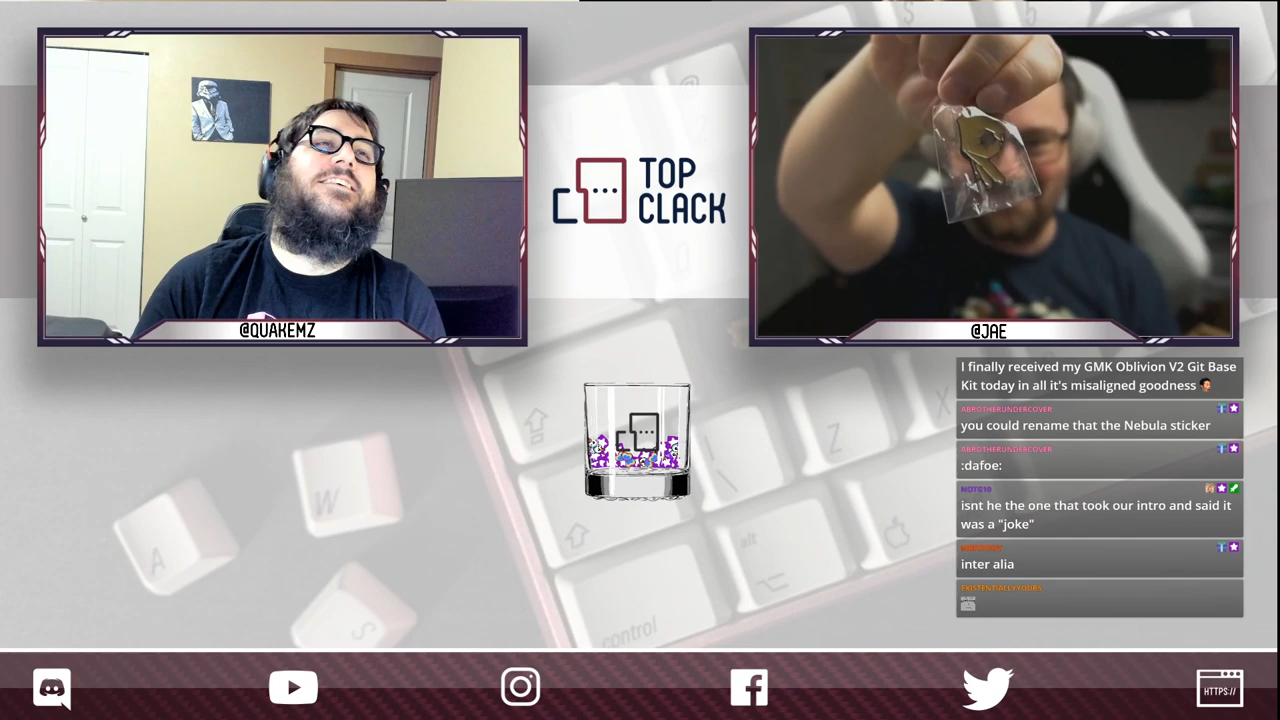 @QUAKEMZ
TOP
CLACK
@JAE
I finally received my GMK Oblivion V2 Git Base
Kit today in all it's misaligned goodness
ABROTHERUNDERCOVER
you could rename that the Nebula sticker
ABROTHERUNDERCOVER
:dafoe:
isnt he the one that took our intro and said it
was a "joke"
inter alia
EXISTENTIALLYYOURS
W
A
S
Z
X
alt
control
HTTPS://